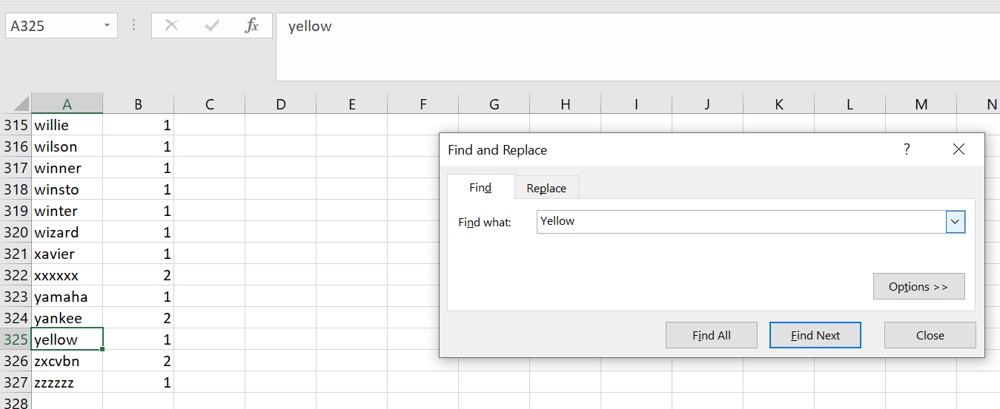 A325 fx yellow
A B C D E F G H I J K L M N
315 willie 1
316 wilson 1
317 winner 1
318 winsto 1
319 winter 1
320 wizard 1
321 xavier 1
322 xxxxxx 2
323 yamaha 1
324 yankee 2
325 yellow 1
326 zxcvbn 2
327 zzzzzz 1
328
Find and Replace ?
Find Replace
Find what: Yellow
Options >>
Find All Find Next Close